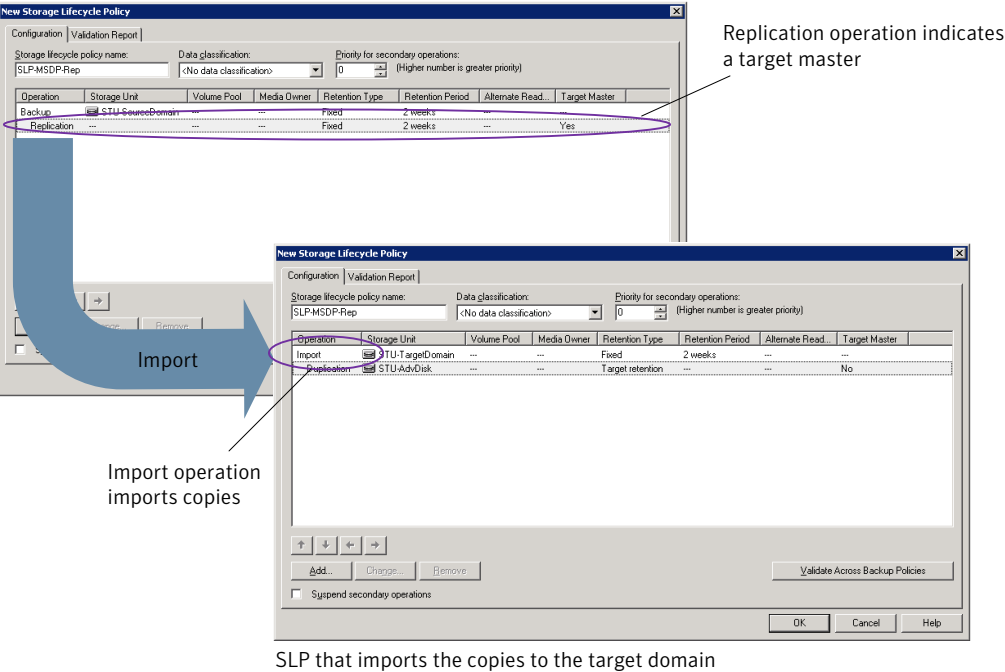 New Storage Lifecycle Policy
Configuration Validation Report
Storage lifecycle policy name: Data classification: Priority for secondary operations:
SLP-MSDP-Rep <No data classification> 0 (Higher number is greater priority)
Operation Storage Unit Volume Pool Media Owner Retention Type Retention Period Alternate Read... Target Master
Backup STU-SourceDomain --- --- Fixed 2 weeks --- ---
Replication --- --- --- Fixed 2 weeks --- Yes
Replication operation indicates
a target master
Remove
Import
New Storage Lifecycle Policy
Configuration Validation Report
Storage lifecycle policy name: Data classification: Priority for secondary operations:
SLP-MSDP-Rep <No data classification> 0 (Higher number is greater priority)
Operation Storage Unit Volume Pool Media Owner Retention Type Retention Period Alternate Read... Target Master
Import STU-TargetDomain --- --- Fixed 2 weeks --- ---
Duplication STU-AdvDisk --- --- Target retention --- --- No
Import operation
imports copies
Add... Change... Remove Validate Across Backup Policies
Suspend secondary operations
OK Cancel Help
SLP that imports the copies to the target domain